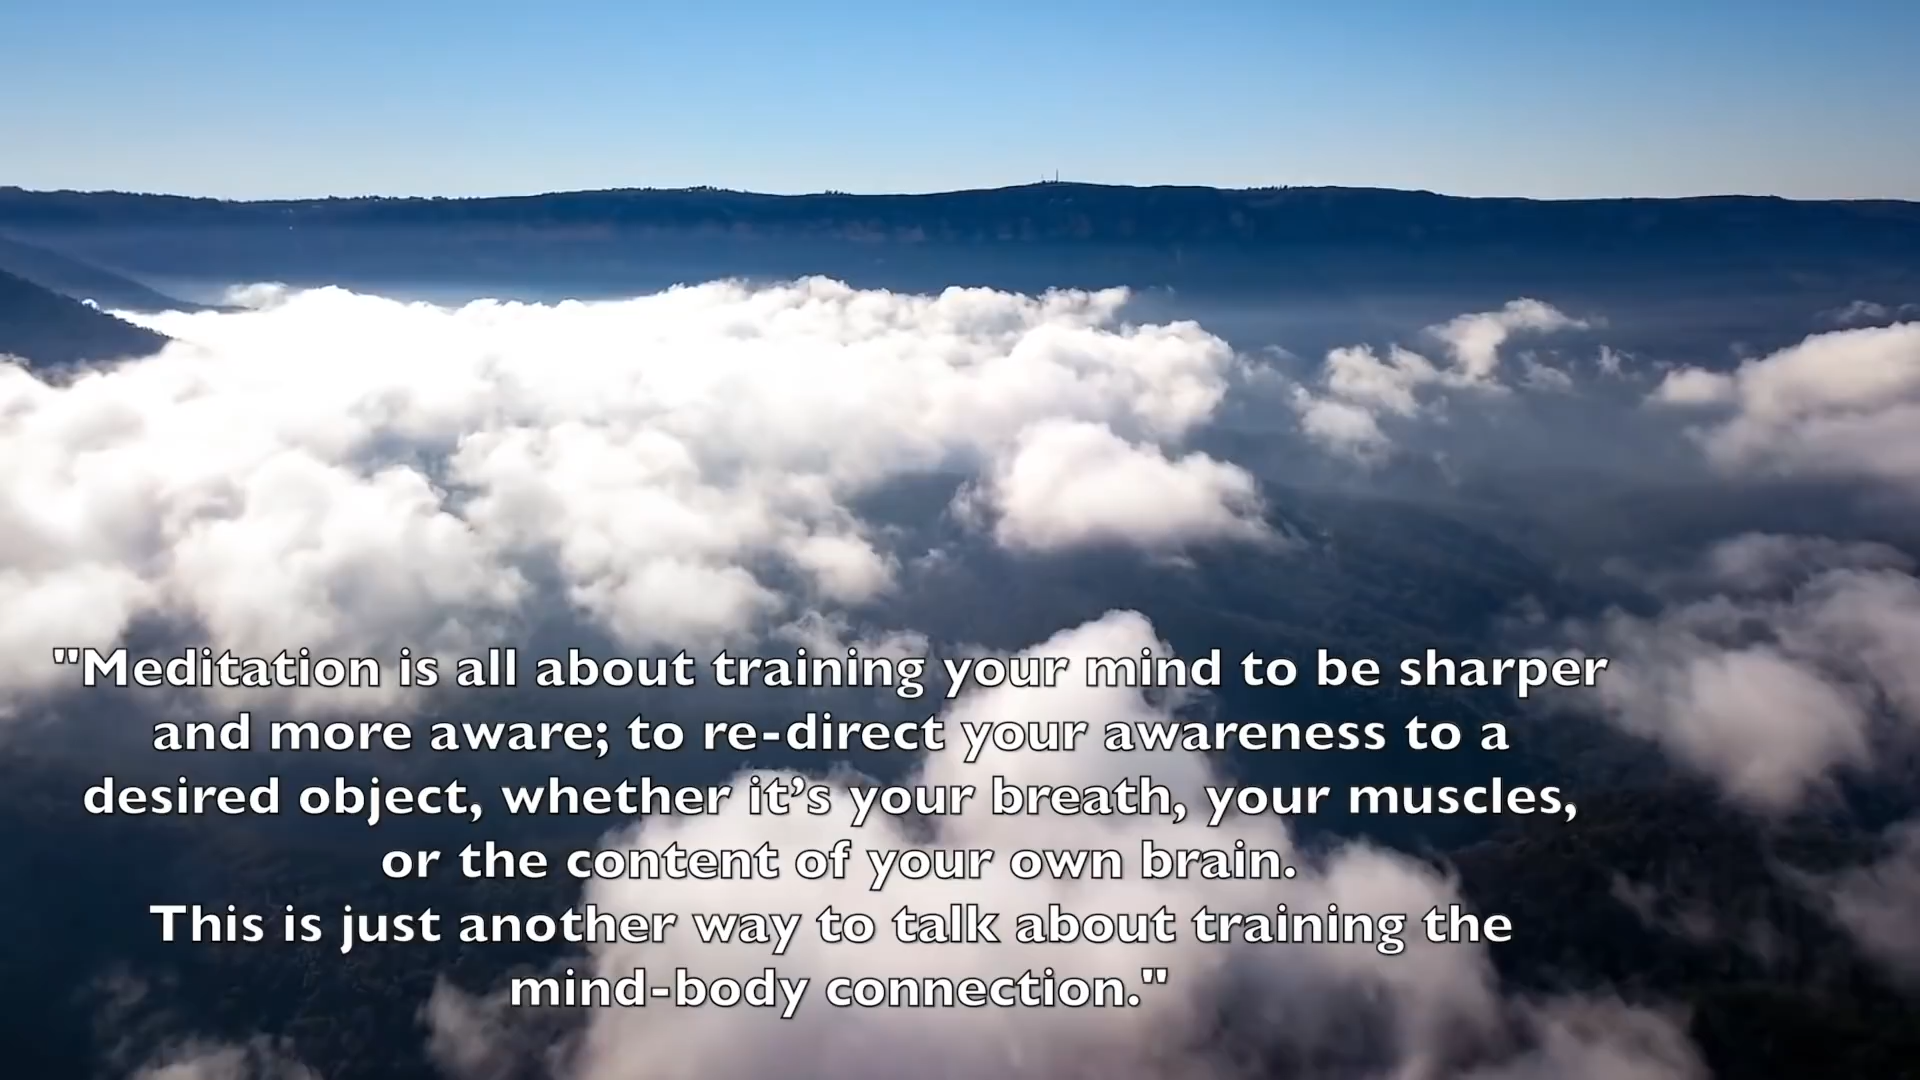 "Meditation is all about training your mind to be sharper
and more aware; to re-direct your awareness to a
desired object, whether it’s your breath, your muscles,
or the content of your own brain.
This is just another way to talk about training the
mind-body connection."